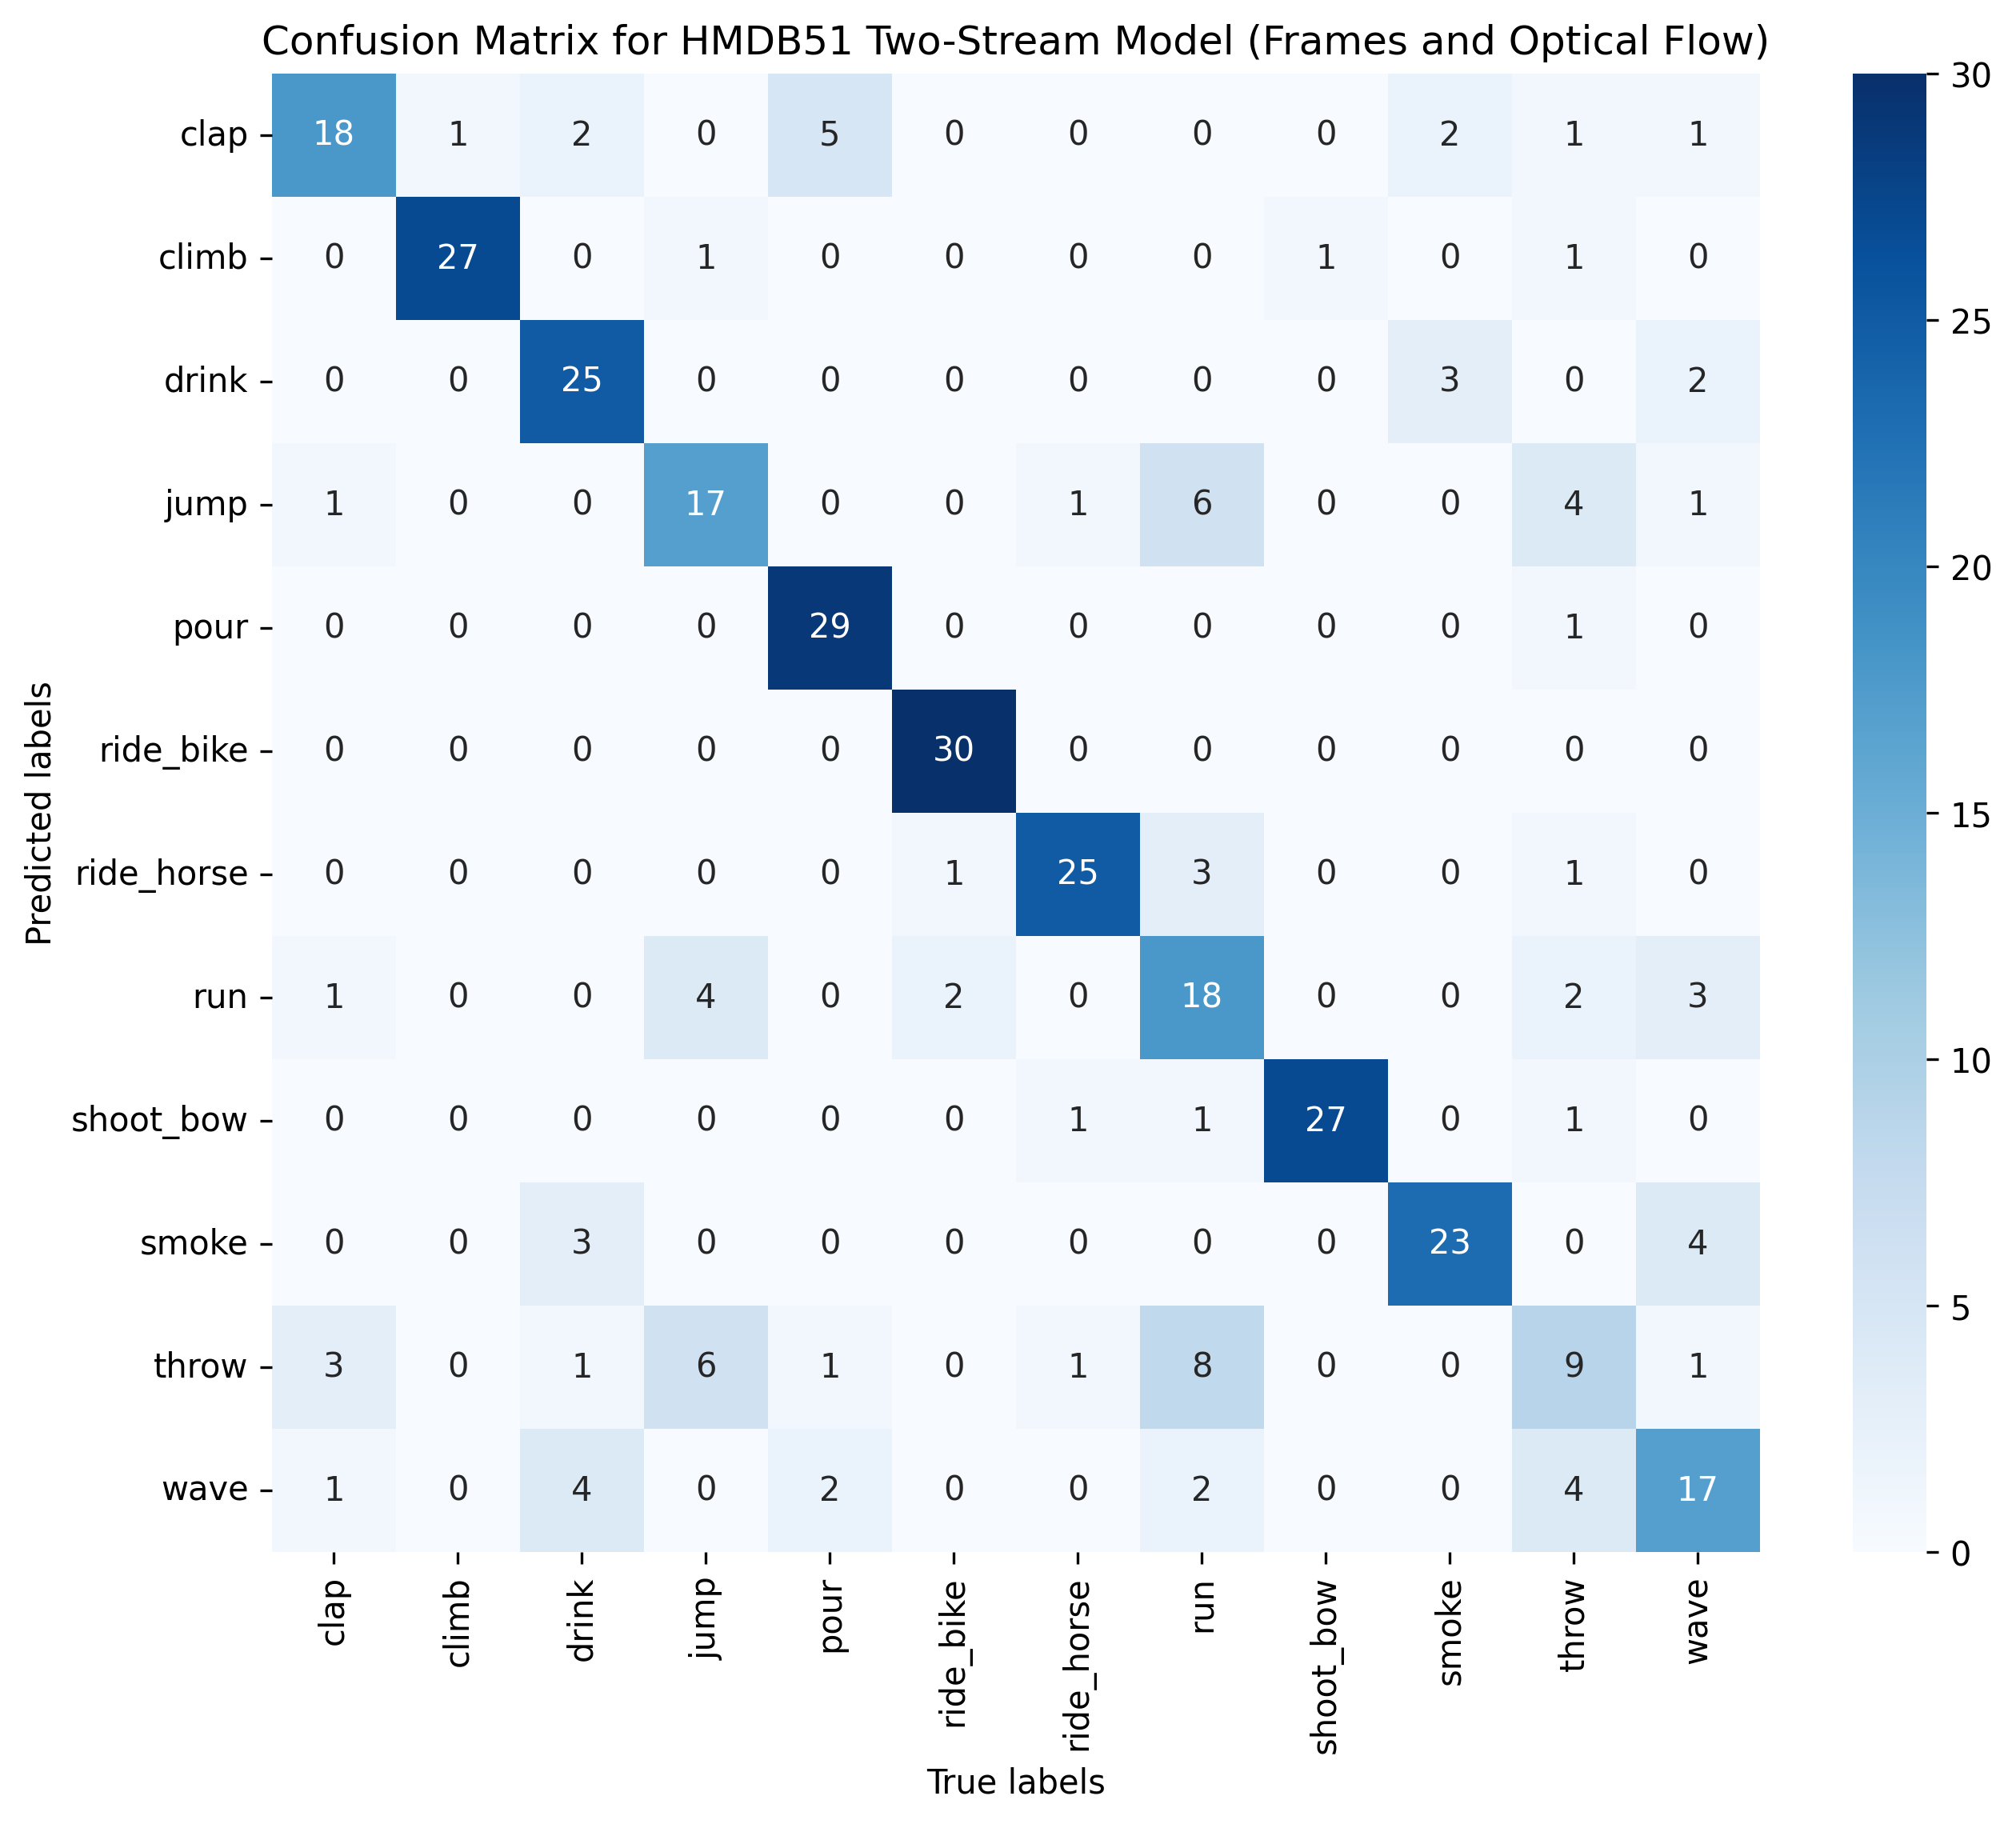 Confusion Matrix for HMDB51 Two-Stream Model (Frames and Optical Flow)
Predicted labels
clap 18 1 2 0 5 0 0 0 0 2 1 1
climb 0 27 0 1 0 0 0 0 1 0 1 0
drink 0 0 25 0 0 0 0 0 0 3 0 2
jump 1 0 0 17 0 0 1 6 0 0 4 1
pour 0 0 0 0 29 0 0 0 0 0 1 0
ride_bike 0 0 0 0 0 30 0 0 0 0 0 0
ride_horse 0 0 0 0 0 1 25 3 0 0 1 0
run 1 0 0 4 0 2 0 18 0 0 2 3
shoot_bow 0 0 0 0 0 0 1 1 27 0 1 0
smoke 0 0 3 0 0 0 0 0 0 23 0 4
throw 3 0 1 6 1 0 1 8 0 0 9 1
wave 1 0 4 0 2 0 0 2 0 0 4 17
clap climb drink jump pour ride_bike ride_horse run shoot_bow smoke throw wave
True labels
30
25
20
15
10
5
0